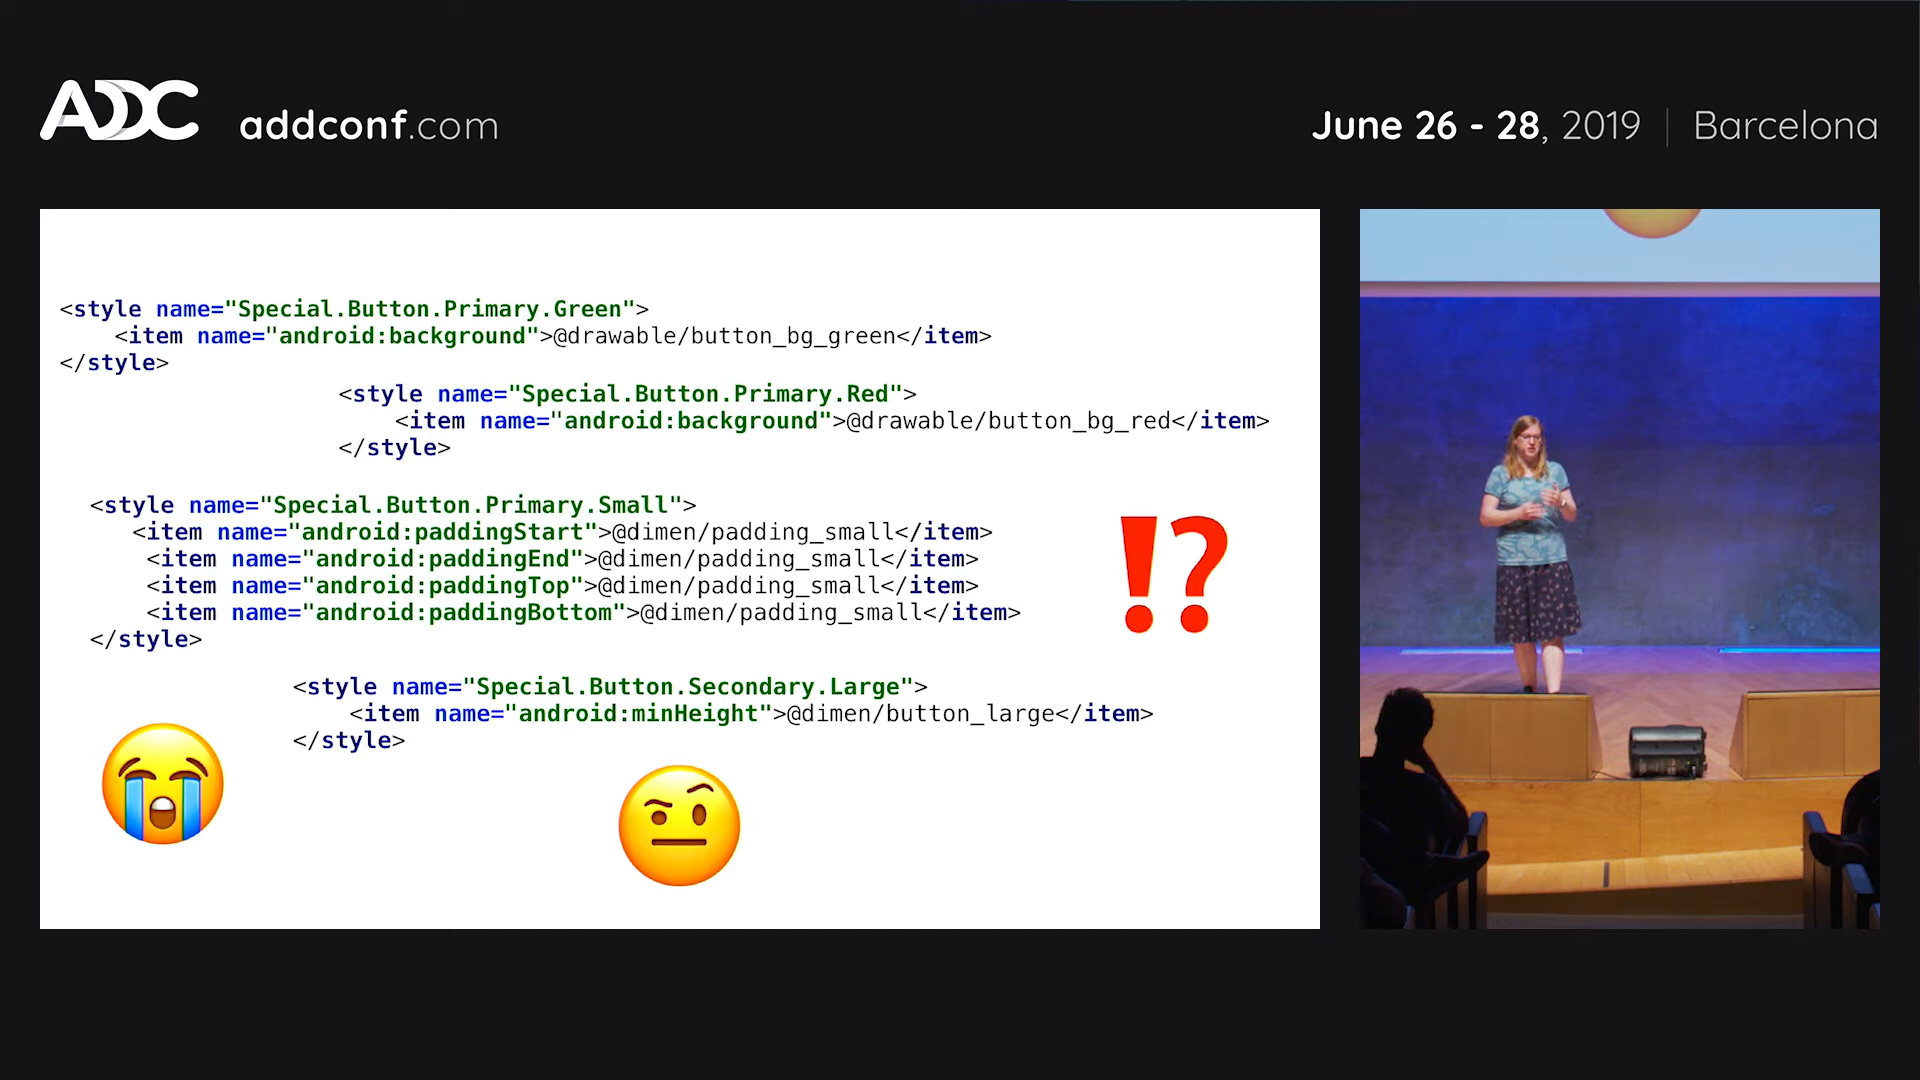 ADDC
addconf.com
June 26 - 28, 2019 | Barcelona
<style name="Special.Button.Primary.Green">
<item name="android:background">@drawable/button_bg_green</item>
</style>
<style name="Special.Button.Primary.Red">
<item name="android:background">@drawable/button_bg_red</item>
</style>
<style name="Special.Button.Primary.Small">
<item name="android:paddingStart">@dimen/padding_small</item>
<item name="android:paddingEnd">@dimen/padding_small</item>
<item name="android:paddingTop">@dimen/padding_small</item>
<item name="android:paddingBottom">@dimen/padding_small</item>
</style>
<style name="Special.Button.Secondary.Large">
<item name="android:minHeight">@dimen/button_large</item>
</style>
⁉